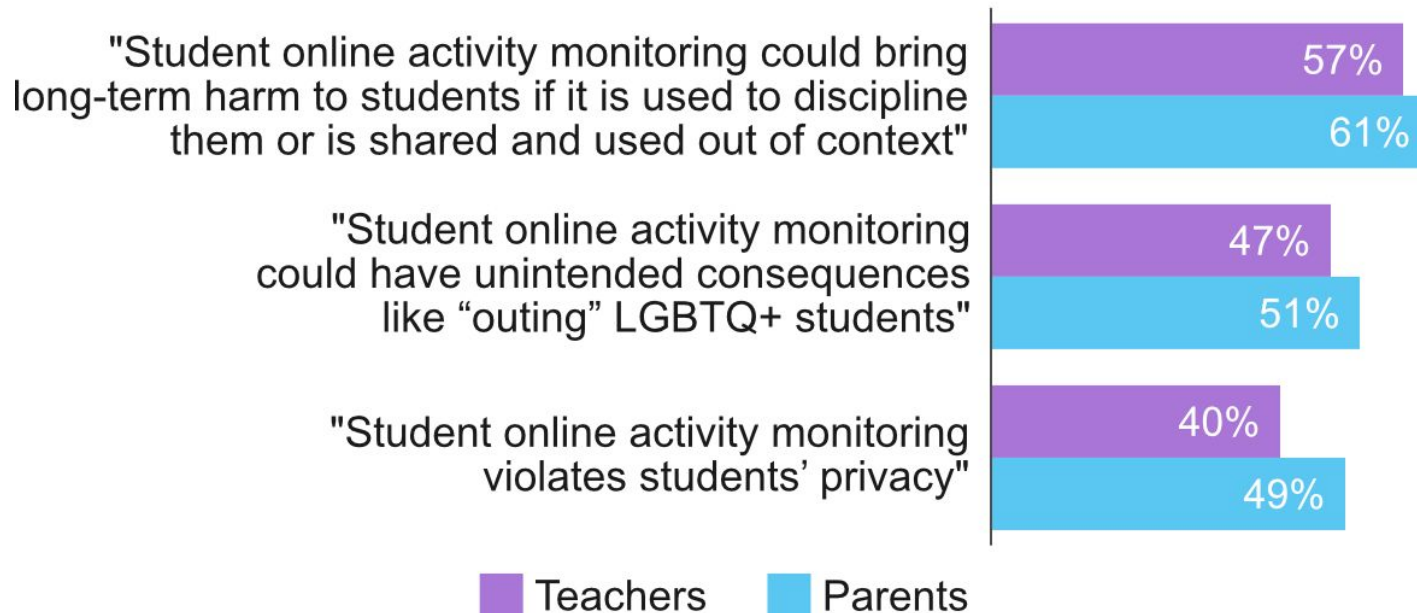 "Student online activity monitoring could bring
long-term harm to students if it is used to discipline
them or is shared and used out of context"
57%
61%
"Student online activity monitoring
could have unintended consequences
like “outing” LGBTQ+ students"
47%
51%
"Student online activity monitoring
violates students’ privacy"
40%
49%
Teachers
Parents